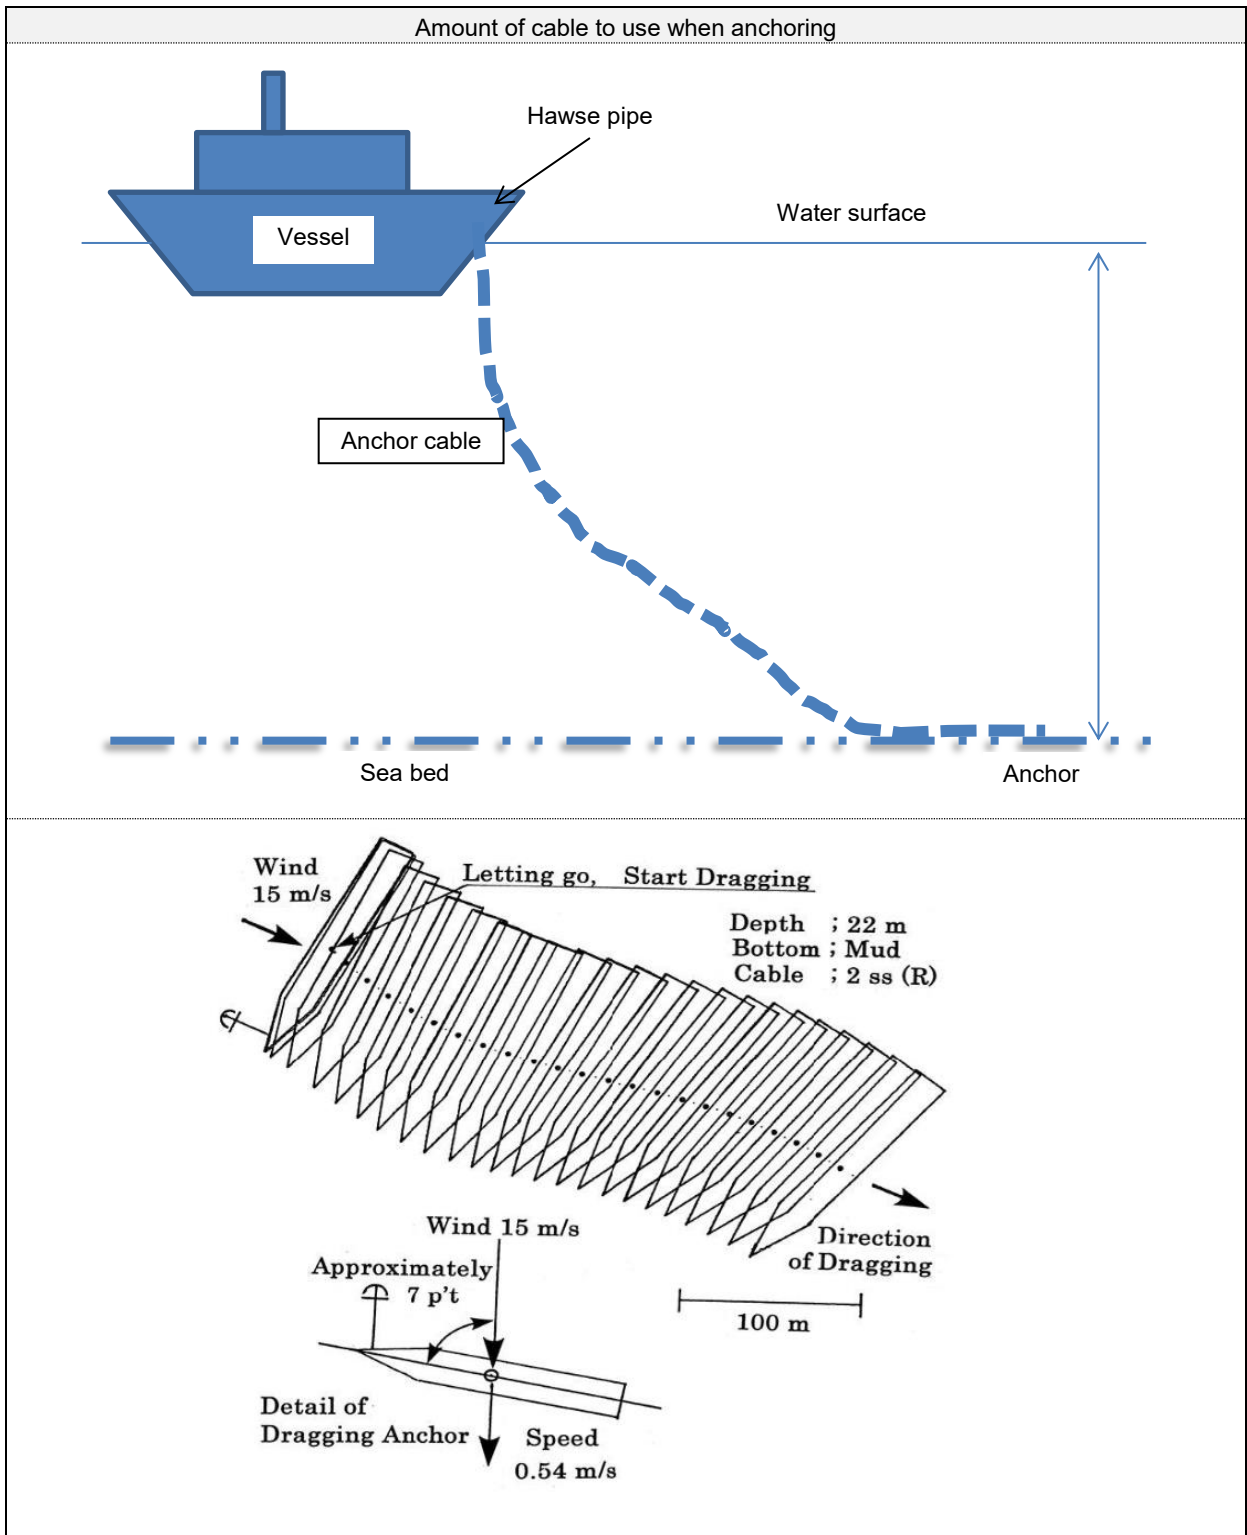 Amount of cable to use when anchoring
Hawse pipe
Water surface
Vessel
Anchor cable
Sea bed
Anchor
Wind
15 m/s
Letting go, Start Dragging
Depth ; 22 m
Bottom ; Mud
Cable ; 2 ss (R)
Direction
of Dragging
Wind 15 m/s
Approximately
7 p't
100 m
Detail of
Dragging Anchor
Speed
0.54 m/s